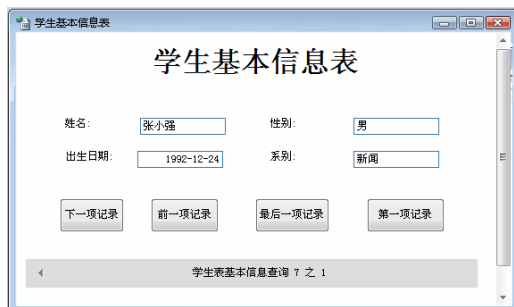 学生基本信息表
学生基本信息表
姓名: 张小强 性别: 男
出生日期: 1992-12-24 系别: 新闻
下一项记录 前一项记录 最后一项记录 第一项记录
学生表基本信息查询 7 之 1